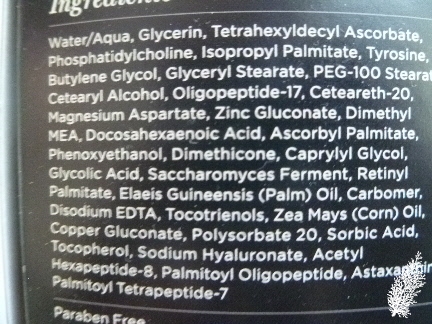 Ingredients
Water/Aqua, Glycerin, Tetrahexyldecyl Ascorbate,
Phosphatidylcholine, Isopropyl Palmitate, Tyrosine,
Butylene Glycol, Glyceryl Stearate, PEG-100 Stearat
Cetearyl Alcohol, Oligopeptide-17, Ceteareth-20,
Magnesium Aspartate, Zinc Gluconate, Dimethyl
MEA, Docosahexaenoic Acid, Ascorbyl Palmitate,
Phenoxyethanol, Dimethicone, Caprylyl Glycol,
Glycolic Acid, Saccharomyces Ferment, Retinyl
Palmitate, Elaeis Guineensis (Palm) Oil, Carbomer,
Disodium EDTA, Tocotrienols, Zea Mays (Corn) Oil,
Copper Gluconate, Polysorbate 20, Sorbic Acid,
Tocopherol, Sodium Hyaluronate, Acetyl
Hexapeptide-8, Palmitoyl Oligopeptide, Astaxanthin
Palmitoyl Tetrapeptide-7
Paraben Free